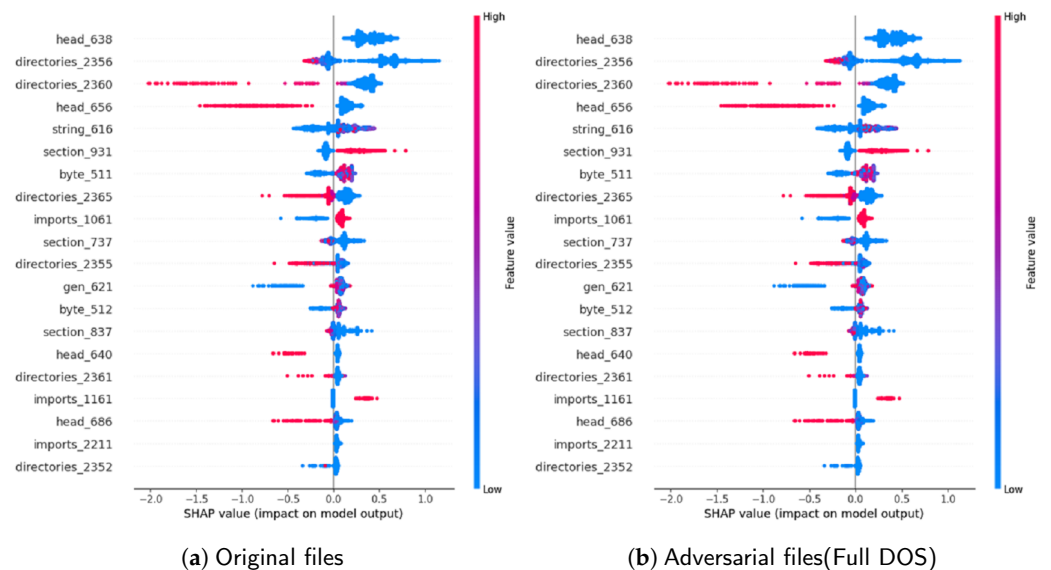 High
head_638
directories_2356
directories_2360
head_656
string_616
section_931
byte_511
directories_2365
imports_1061
section_737
directories_2355
gen_621
byte_512
section_837
head_640
directories_2361
imports_1161
head_686
imports_2211
directories_2352
Feature value
Low
−2.0 −1.5 −1.0 −0.5 0.0 0.5 1.0
SHAP value (impact on model output)
(a) Original files
High
head_638
directories_2356
directories_2360
head_656
string_616
section_931
byte_511
directories_2365
imports_1061
section_737
directories_2355
gen_621
byte_512
section_837
head_640
directories_2361
imports_1161
head_686
imports_2211
directories_2352
Feature value
Low
−2.0 −1.5 −1.0 −0.5 0.0 0.5 1.0
SHAP value (impact on model output)
(b) Adversarial files(Full DOS)